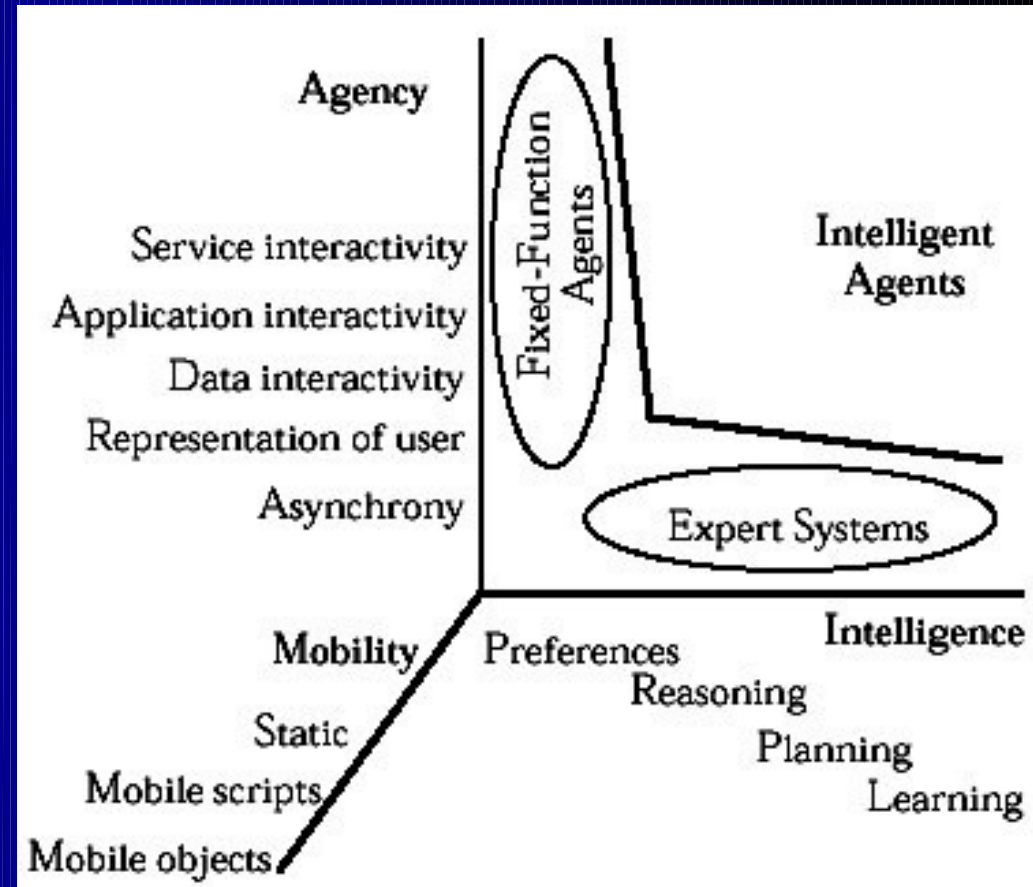 Agency
Service interactivity
Application interactivity
Data interactivity
Representation of user
Asynchrony
Fixed-Function
Agents
Intelligent
Agents
Expert Systems
Intelligence
Mobility
Static
Mobile scripts
Mobile objects
Preferences
Reasoning
Planning
Learning